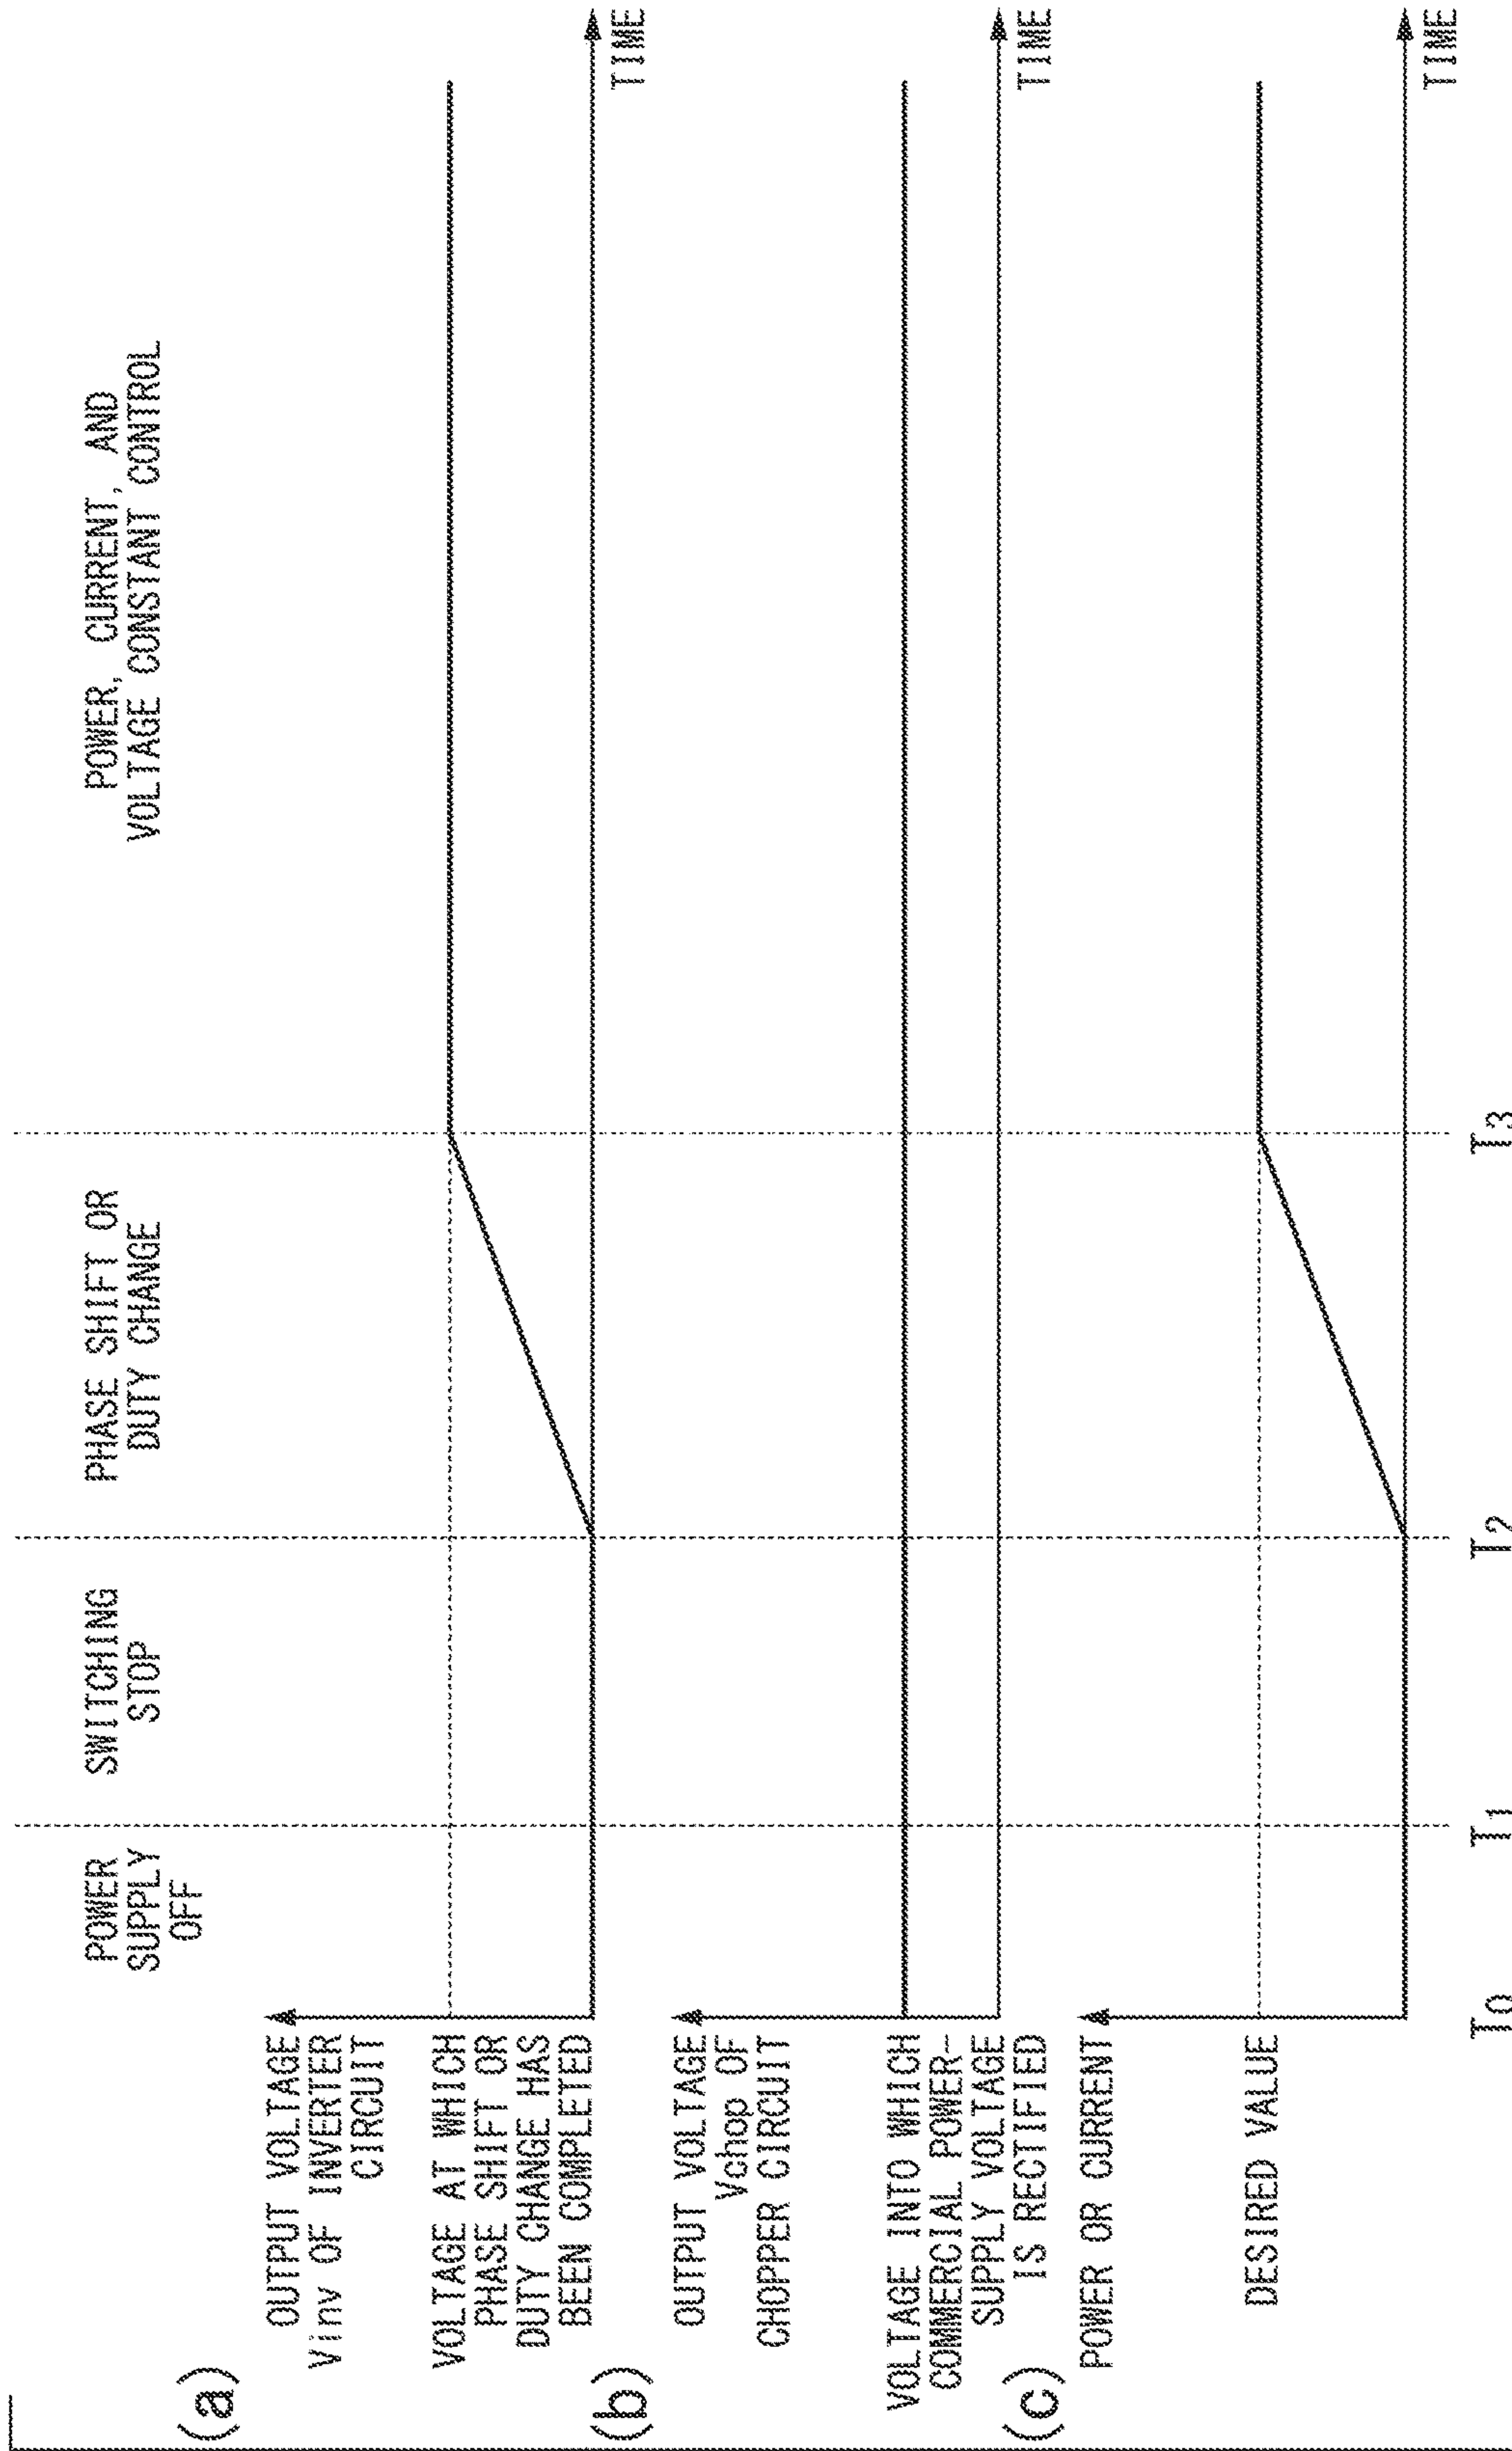 POWER
SUPPLY
OFF
SWITCHING
STOP
PHASE SHIFT OR
DUTY CHANGE
POWER, CURRENT, AND
VOLTAGE CONSTANT CONTROL
(a)
OUTPUT VOLTAGE
Vinv OF INVERTER
CIRCUIT
VOLTAGE AT WHICH
PHASE SHIFT OR
DUTY CHANGE HAS
BEEN COMPLETED
TIME
(b)
OUTPUT VOLTAGE
Vchop OF
CHOPPER CIRCUIT
VOLTAGE INTO WHICH
COMMERCIAL POWER-
SUPPLY VOLTAGE
IS RECTIFIED
TIME
(c)
POWER OR CURRENT
DESIRED VALUE
TIME
T0 T1 T2 T3